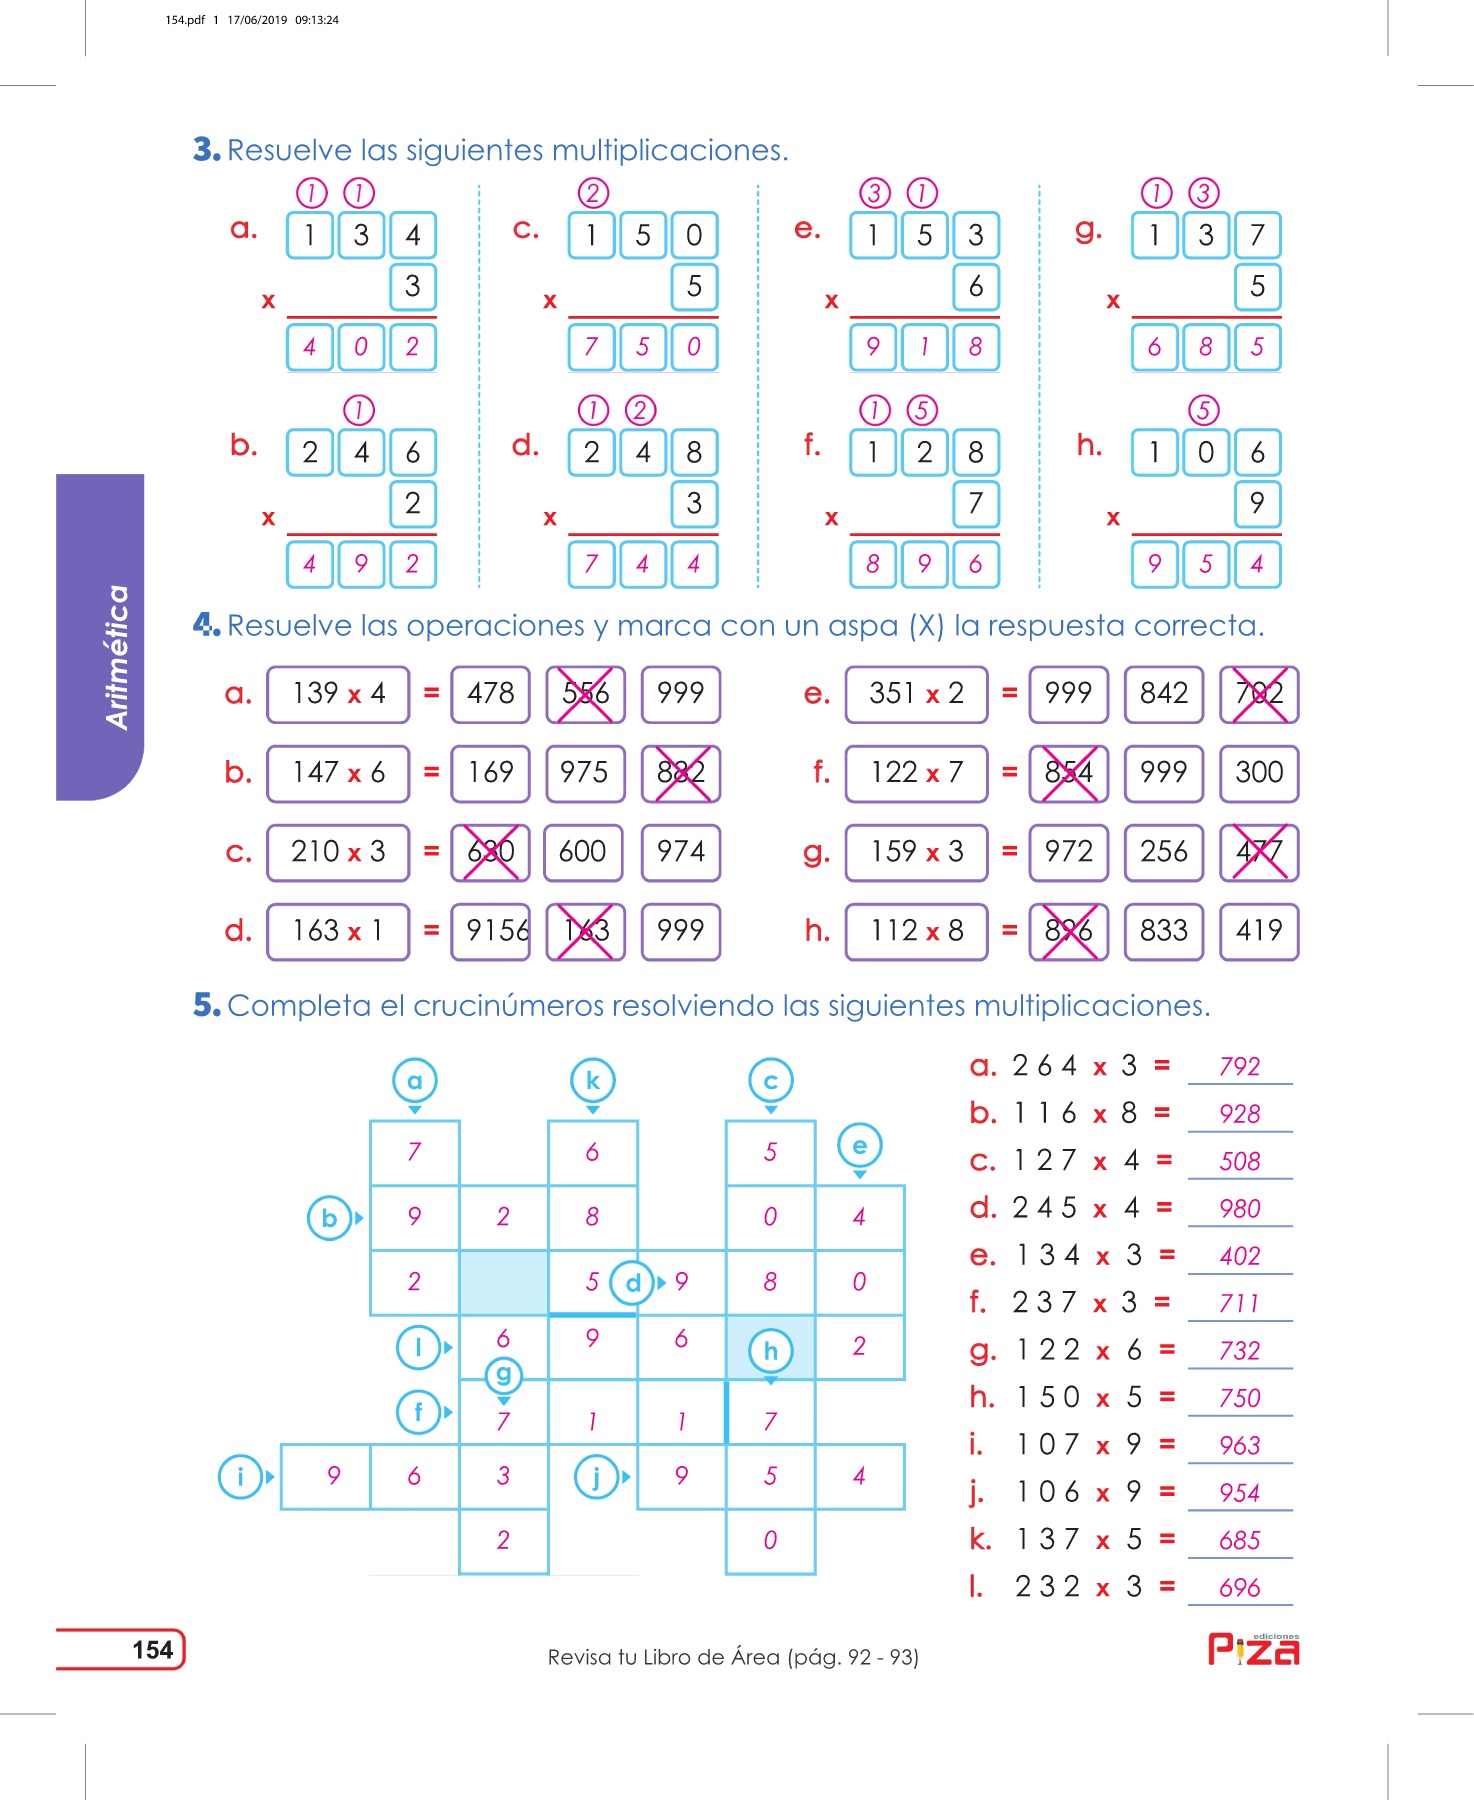 154.pdf 1 17/06/2019 09:13:24
3. Resuelve las siguientes multiplicaciones.
1 1 2 3 1 1 3
a. 1 3 4 c. 1 5 0 e. 1 5 3 g. 1 3 7
x 3 x 5 x 6 x 5
4 0 2 7 5 0 9 1 8 6 8 5
1 1 2 1 5 5
b. 2 4 6 d. 2 4 8 f. 1 2 8 h. 1 0 6
x 2 x 3 x 7 x 9
4 9 2 7 4 4 8 9 6 9 5 4
Aritmética
4. Resuelve las operaciones y marca con un aspa (X) la respuesta correcta.
a. 139 x 4 = 478 556 999 e. 351 x 2 = 999 842 702
b. 147 x 6 = 169 975 882 f. 122 x 7 = 854 999 300
c. 210 x 3 = 630 600 974 g. 159 x 3 = 972 256 477
d. 163 x 1 = 9156 163 999 h. 112 x 8 = 896 833 419
5. Completa el crucinúmeros resolviendo las siguientes multiplicaciones.
a k c
7 6 5 e
b 9 2 8 0 4
2 5 d 9 8 0
l 6 9 6 h 2
g
f 7 1 1 7
i 9 6 3 j 9 5 4
2 0
a. 2 6 4 x 3 = 792
b. 1 1 6 x 8 = 928
c. 1 2 7 x 4 = 508
d. 2 4 5 x 4 = 980
e. 1 3 4 x 3 = 402
f. 2 3 7 x 3 = 711
g. 1 2 2 x 6 = 732
h. 1 5 0 x 5 = 750
i. 1 0 7 x 9 = 963
j. 1 0 6 x 9 = 954
k. 1 3 7 x 5 = 685
l. 2 3 2 x 3 = 696
154
Revisa tu Libro de Área (pág. 92 - 93)
ediciones
Piza